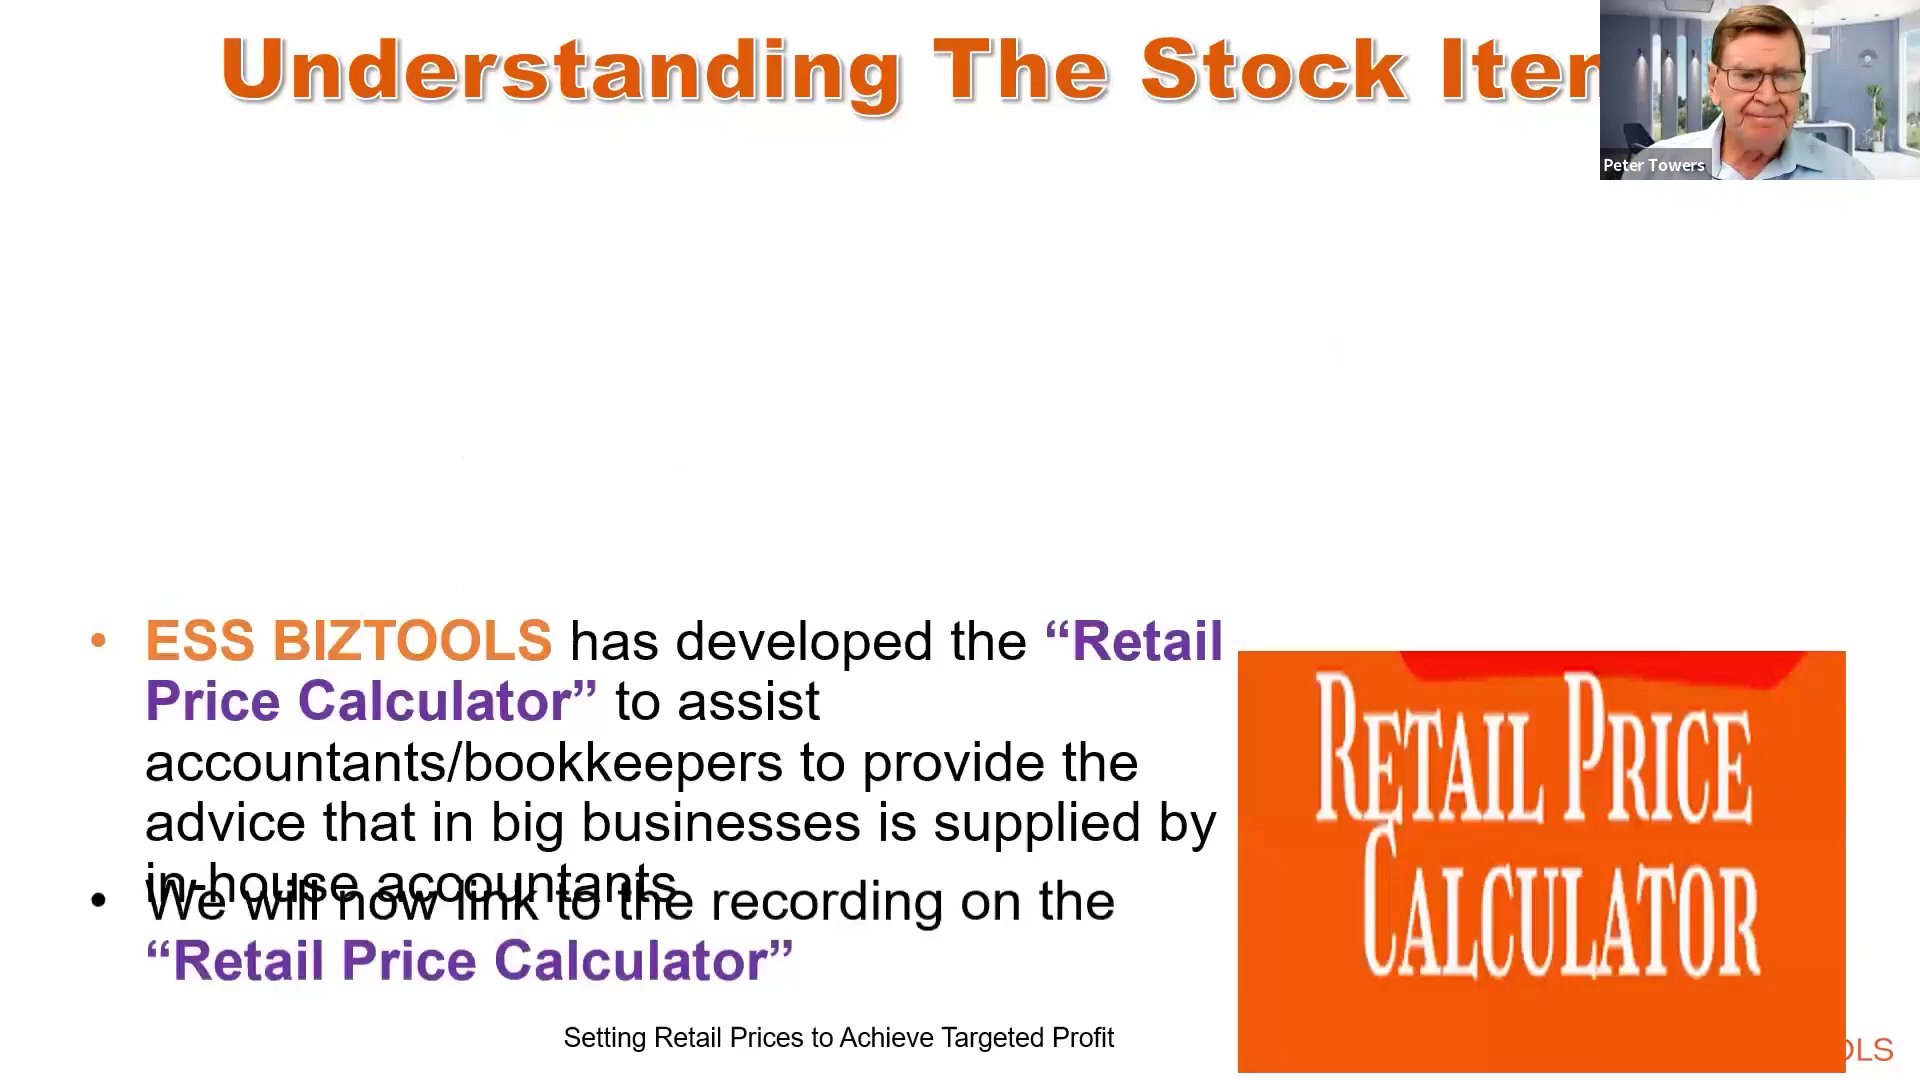 Understanding The Stock Item
Peter Towers
• ESS BIZTOOLS has developed the “Retail
Price Calculator” to assist
accountants/bookkeepers to provide the
advice that in big businesses is supplied by
in-house accountants
• We will now link to the recording on the
“Retail Price Calculator”
RETAIL PRICE
CALCULATOR
Setting Retail Prices to Achieve Targeted Profit
OLS